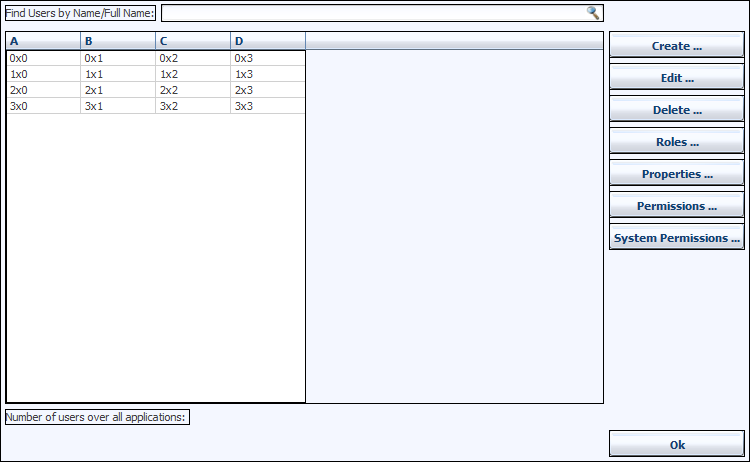 Find Users by Name/Full Name:
A B C D
0x0 0x1 0x2 0x3
1x0 1x1 1x2 1x3
2x0 2x1 2x2 2x3
3x0 3x1 3x2 3x3
Create ...
Edit ...
Delete ...
Roles ...
Properties ...
Permissions ...
System Permissions ...
Number of users over all applications:
Ok